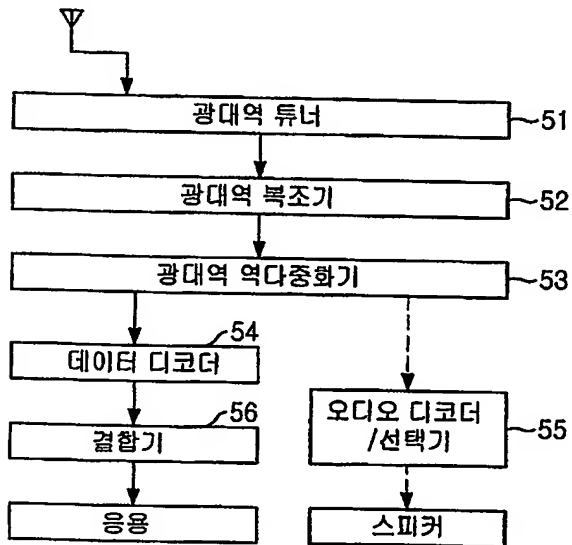 광대역 튜너
51
광대역 복조기
52
광대역 역다중화기
53
54
데이터 디코더
56
결합기
오디오 디코더
/선택기
55
응용
스피커